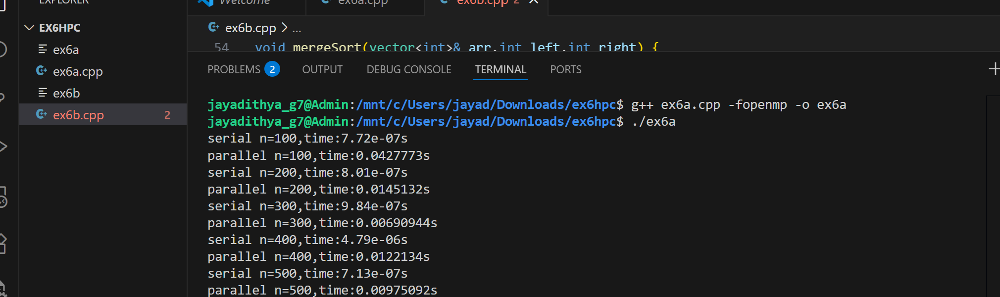 EXPLORER
Welcome
ex6a.cpp
ex6b.cpp 2
EX6HPC
ex6a
ex6a.cpp
ex6b
ex6b.cpp 2
ex6b.cpp > ...
54 void mergeSort(vector<int>& arr,int left,int right) {
PROBLEMS 2 OUTPUT DEBUG CONSOLE TERMINAL PORTS
jayadithya_g7@Admin:/mnt/c/Users/jayad/Downloads/ex6hpc$ g++ ex6a.cpp -fopenmp -o ex6a
jayadithya_g7@Admin:/mnt/c/Users/jayad/Downloads/ex6hpc$ ./ex6a
serial n=100,time:7.72e-07s
parallel n=100,time:0.0427773s
serial n=200,time:8.01e-07s
parallel n=200,time:0.0145132s
serial n=300,time:9.84e-07s
parallel n=300,time:0.00690944s
serial n=400,time:4.79e-06s
parallel n=400,time:0.0122134s
serial n=500,time:7.13e-07s
parallel n=500,time:0.00975092s